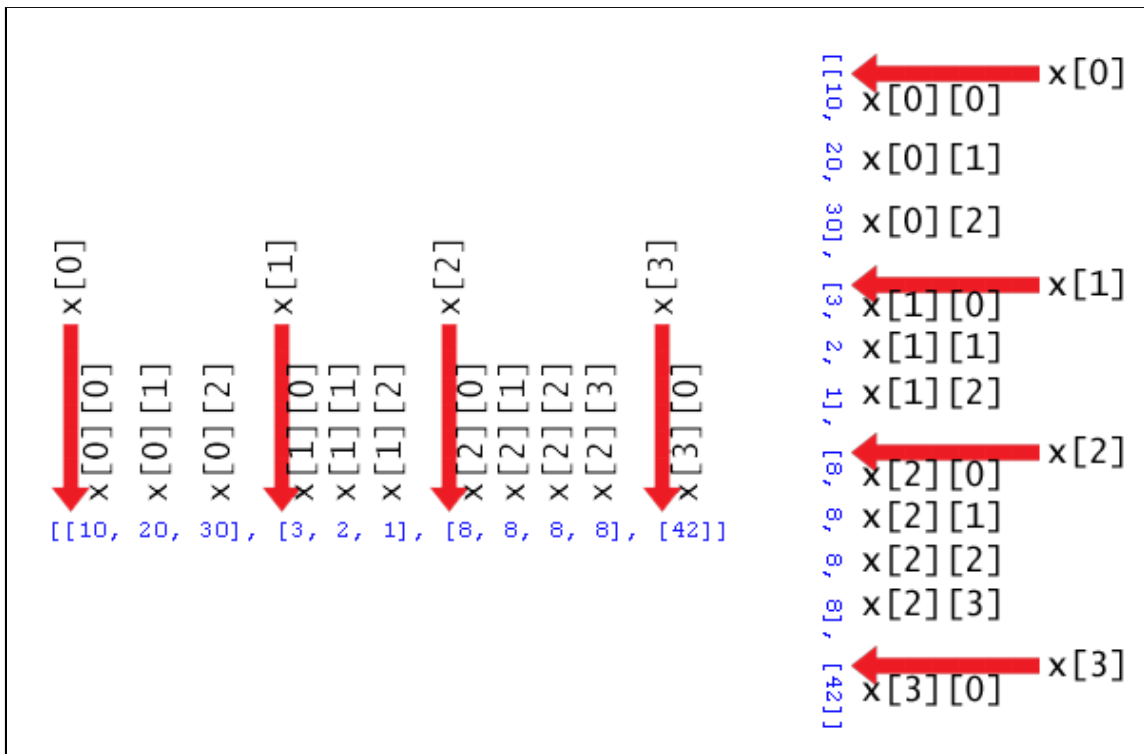 x[0] x[1] x[2] x[3]
x[0][0] x[0][1] x[0][2] x[1][0] x[1][1] x[1][2] x[2][0] x[2][1] x[2][2] x[2][3] x[3][0]
[[10, 20, 30], [3, 2, 1], [8, 8, 8, 8], [42]]
[[10, 20, 30], [3, 2, 1], [8, 8, 8, 8], [42]]
x[0]
x[0][0]
x[0][1]
x[0][2]
x[1]
x[1][0]
x[1][1]
x[1][2]
x[2]
x[2][0]
x[2][1]
x[2][2]
x[2][3]
x[3]
x[3][0]